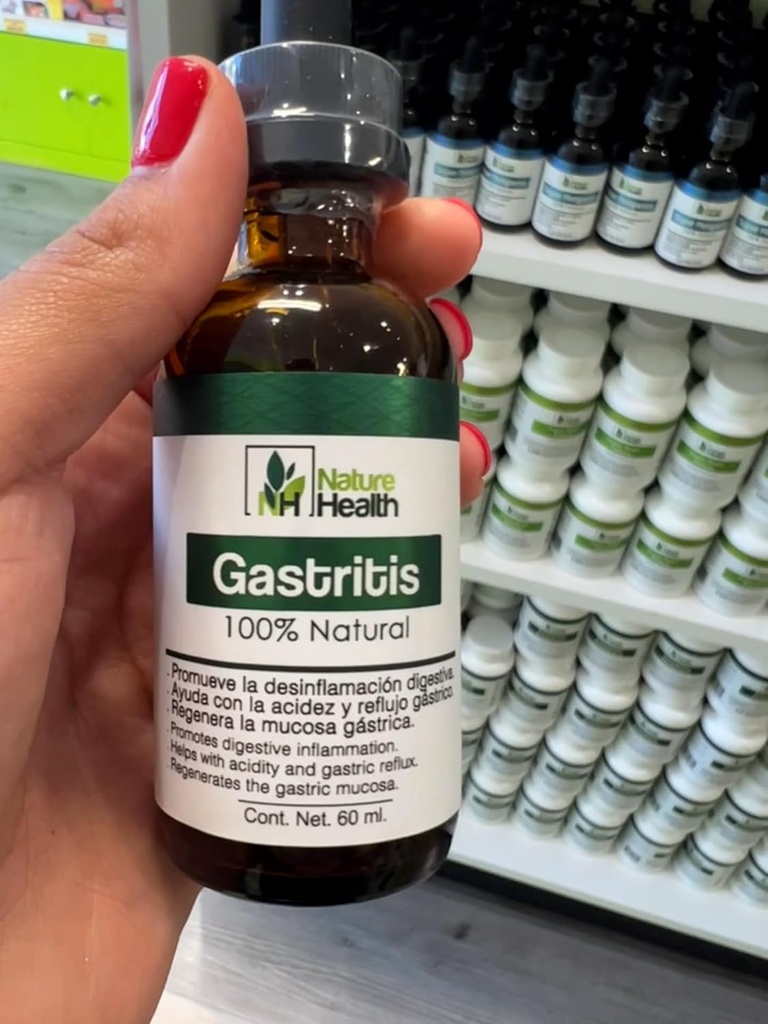 NH
Nature
Health
Gastritis
100% Natural
. Promueve la desinflamación digestiva.
. Ayuda con la acidez y reflujo gástrico.
. Regenera la mucosa gástrica.
. Promotes digestive inflammation.
. Helps with acidity and gastric reflux.
. Regenerates the gastric mucosa.
Cont. Net. 60 ml.